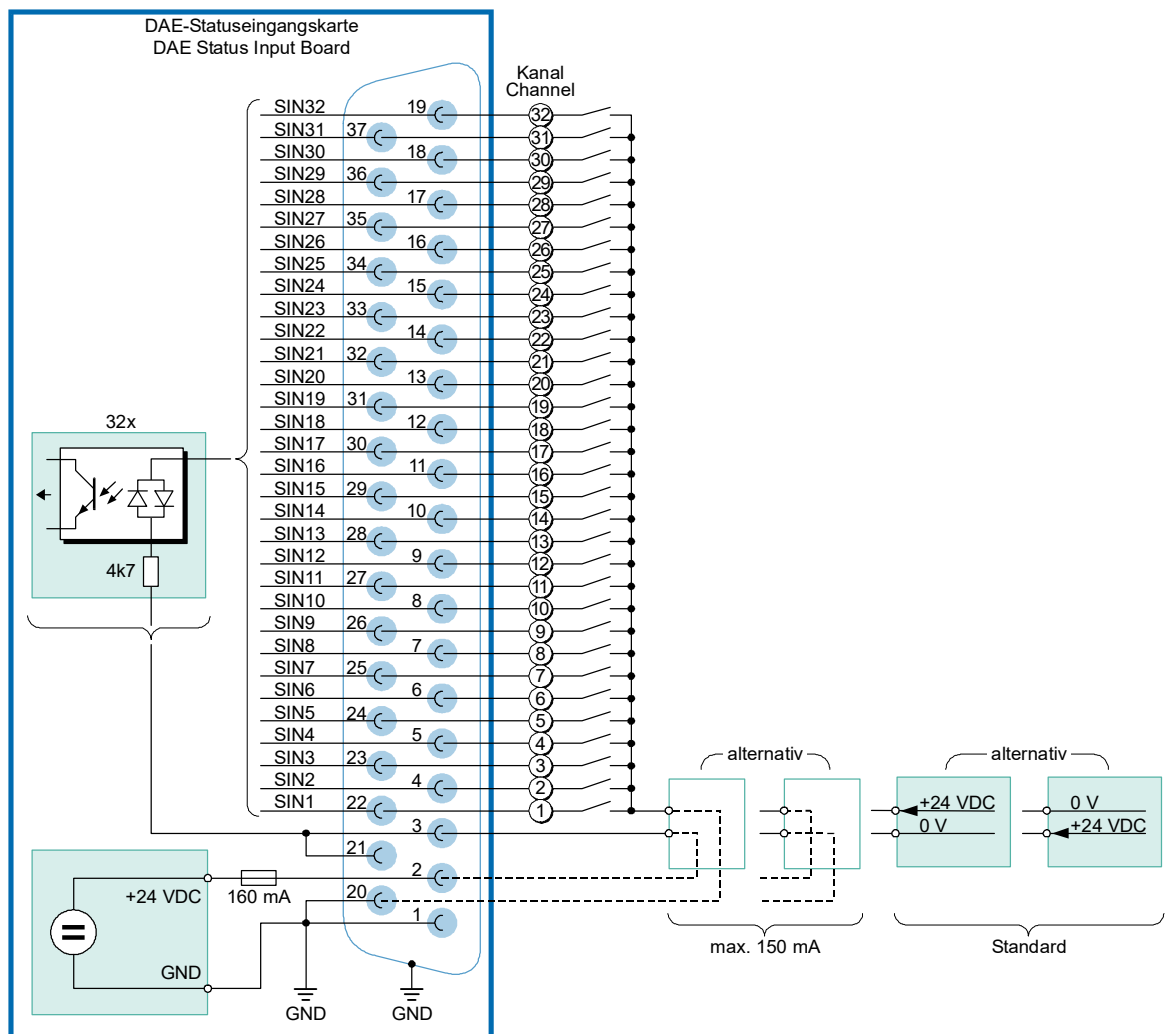 DAE-Statuseingangskarte
DAE Status Input Board
Kanal
Channel
SIN32 19 32
SIN31 37 31
SIN30 18 30
SIN29 36 29
SIN28 17 28
SIN27 35 27
SIN26 16 26
SIN25 34 25
SIN24 15 24
SIN23 33 23
SIN22 14 22
SIN21 32 21
SIN20 13 20
SIN19 31 19
SIN18 12 18
SIN17 30 17
SIN16 11 16
SIN15 29 15
SIN14 10 14
SIN13 28 13
SIN12 9 12
SIN11 27 11
SIN10 8 10
SIN9 26 9
SIN8 7 8
SIN7 25 7
SIN6 6 6
SIN5 24 5
SIN4 5 4
SIN3 23 3
SIN2 4 2
SIN1 22 1
3
21
2
20
1
32x
4k7
+24 VDC
160 mA
GND
GND
GND
alternativ
max. 150 mA
alternativ
+24 VDC
0 V
0 V
+24 VDC
Standard